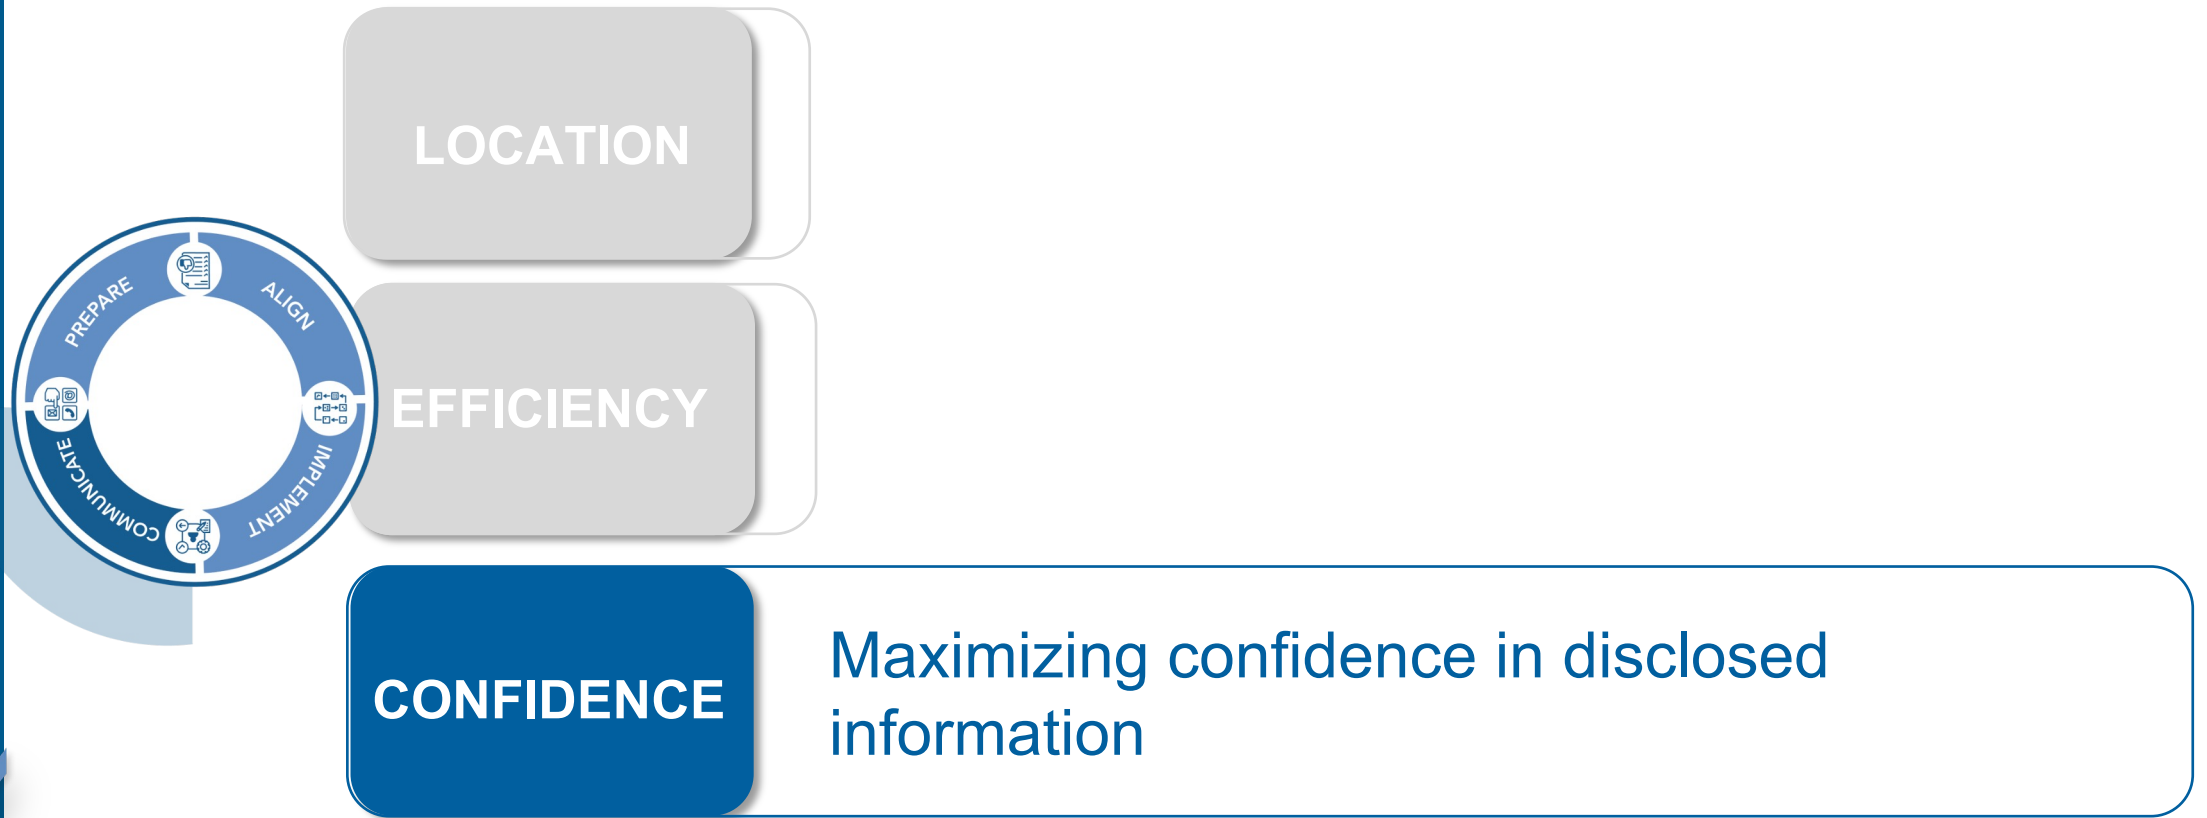 LOCATION
PREPARE
ALIGN
EFFICIENCY
COMMUNICATE
IMPLEMENT
CONFIDENCE
Maximizing confidence in disclosed
information